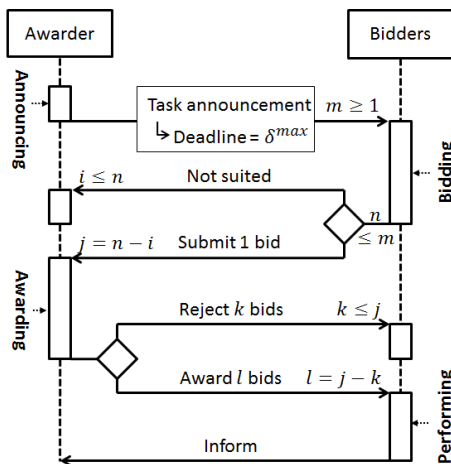 Awarder
Bidders
Announcing
Task announcement m ≥ 1
↳ Deadline = δ^max
Bidding
i ≤ n Not suited
n
≤ m
j = n − i Submit 1 bid
Awarding
Reject k bids k ≤ j
Award l bids l = j − k
Performing
Inform